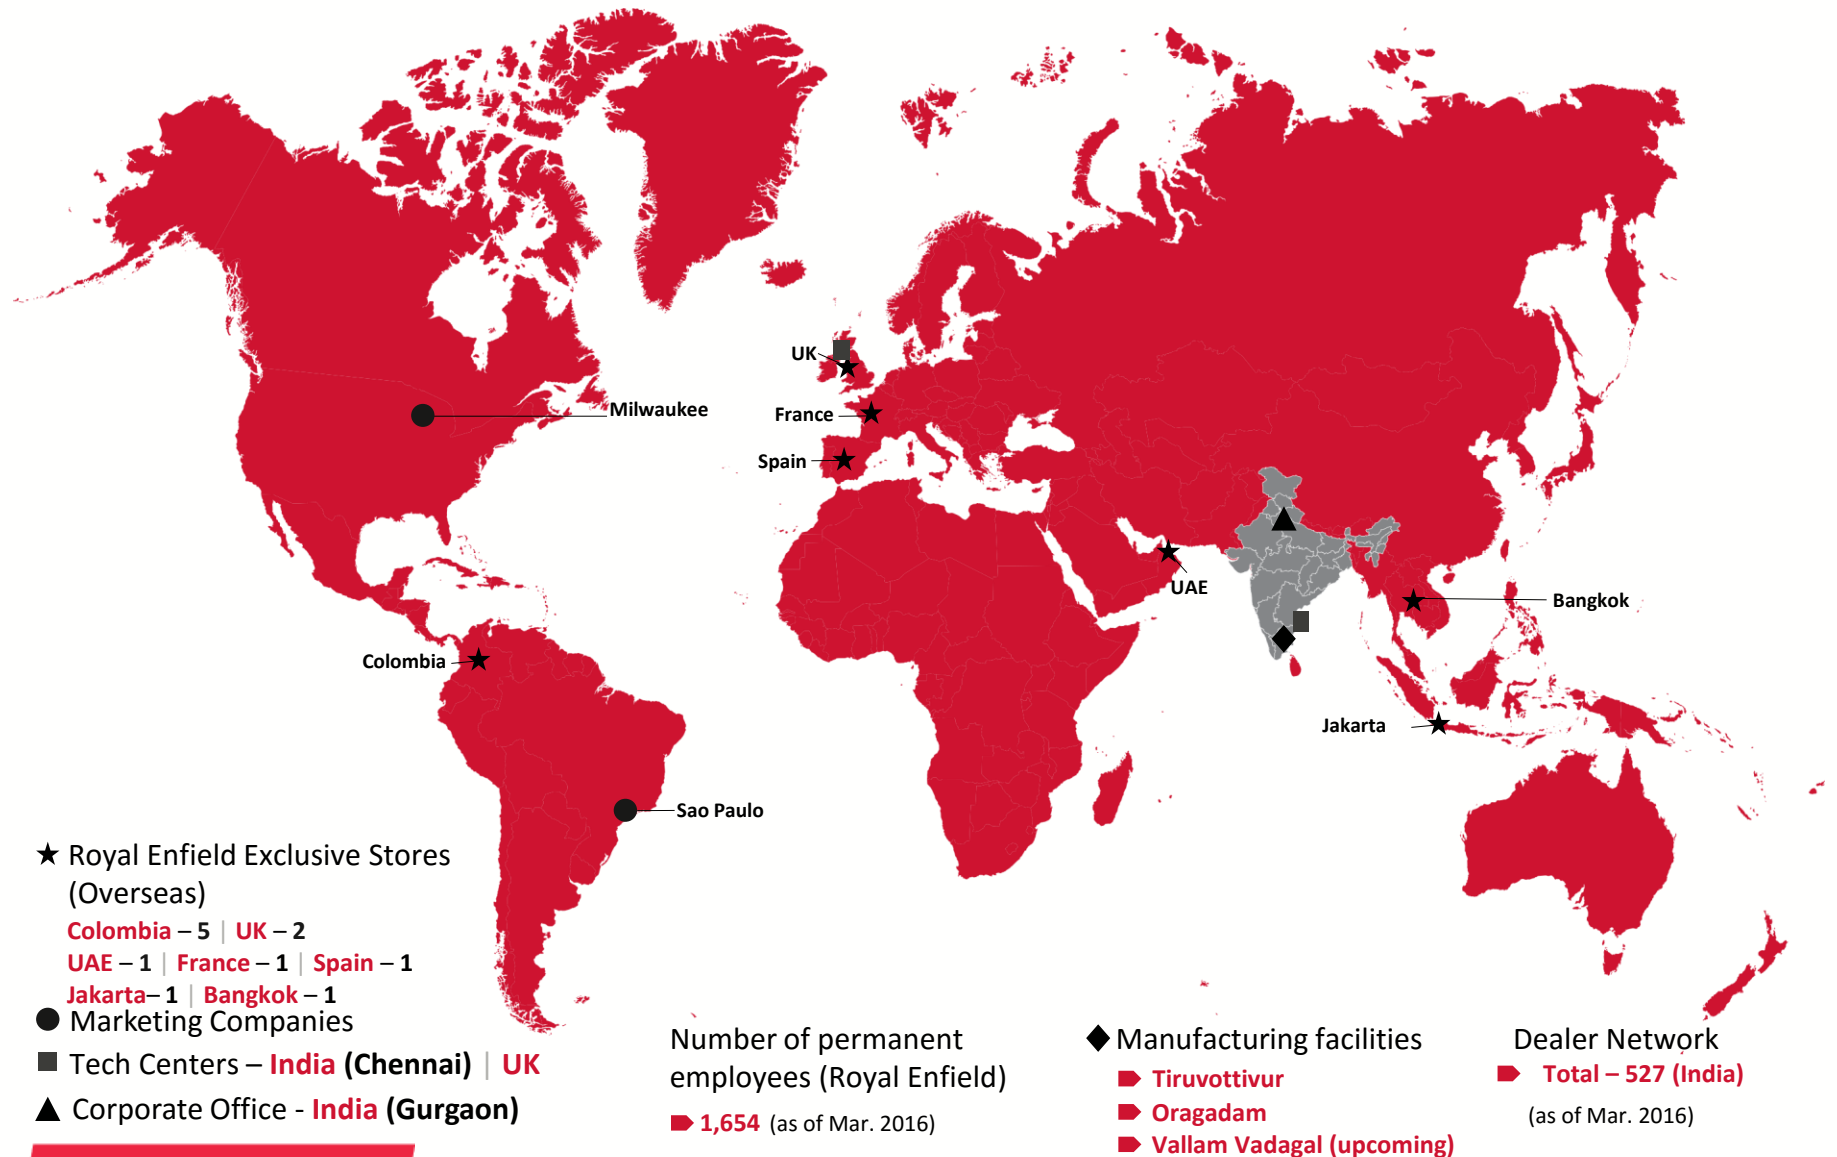 UK
Milwaukee
France
Spain
UAE
Bangkok
Colombia
Jakarta
Sao Paulo
Royal Enfield Exclusive Stores
(Overseas)
Colombia – 5 | UK – 2
UAE – 1 | France – 1 | Spain – 1
Jakarta– 1 | Bangkok – 1
Marketing Companies
Tech Centers – India (Chennai) | UK
Corporate Office - India (Gurgaon)
Number of permanent
employees (Royal Enfield)
1,654 (as of Mar. 2016)
Manufacturing facilities
Tiruvottivur
Oragadam
Vallam Vadagal (upcoming)
Dealer Network
Total – 527 (India)
(as of Mar. 2016)